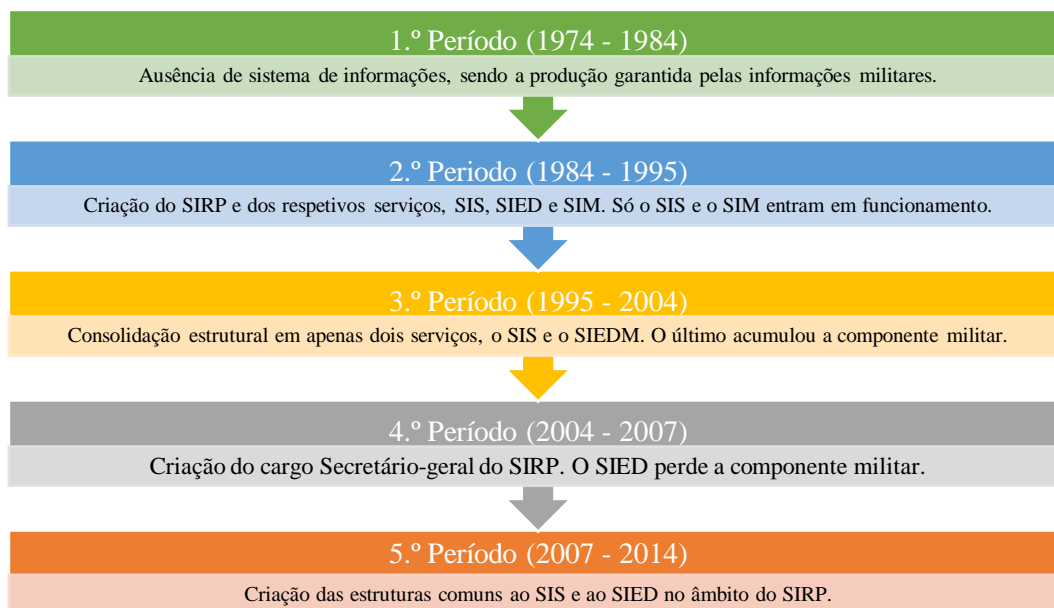 1.º Período (1974 - 1984)
Ausência de sistema de informações, sendo a produção garantida pelas informações militares.
2.º Periodo (1984 - 1995)
Criação do SIRP e dos respetivos serviços, SIS, SIED e SIM. Só o SIS e o SIM entram em funcionamento.
3.º Período (1995 - 2004)
Consolidação estrutural em apenas dois serviços, o SIS e o SIEDM. O último acumulou a componente militar.
4.º Período (2004 - 2007)
Criação do cargo Secretário-geral do SIRP. O SIED perde a componente militar.
5.º Período (2007 - 2014)
Criação das estruturas comuns ao SIS e ao SIED no âmbito do SIRP.